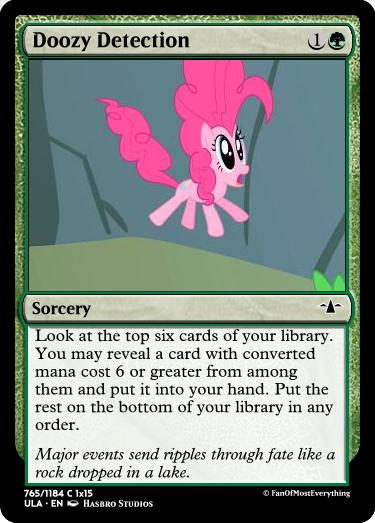 Doozy Detection 1
Sorcery
Look at the top six cards of your library.
You may reveal a card with converted
mana cost 6 or greater from among
them and put it into your hand. Put the
rest on the bottom of your library in any
order.
Major events send ripples through fate like a
rock dropped in a lake.
765/1184 C 1x15
ULA • EN Hasbro Studios
© FanOfMostEverything